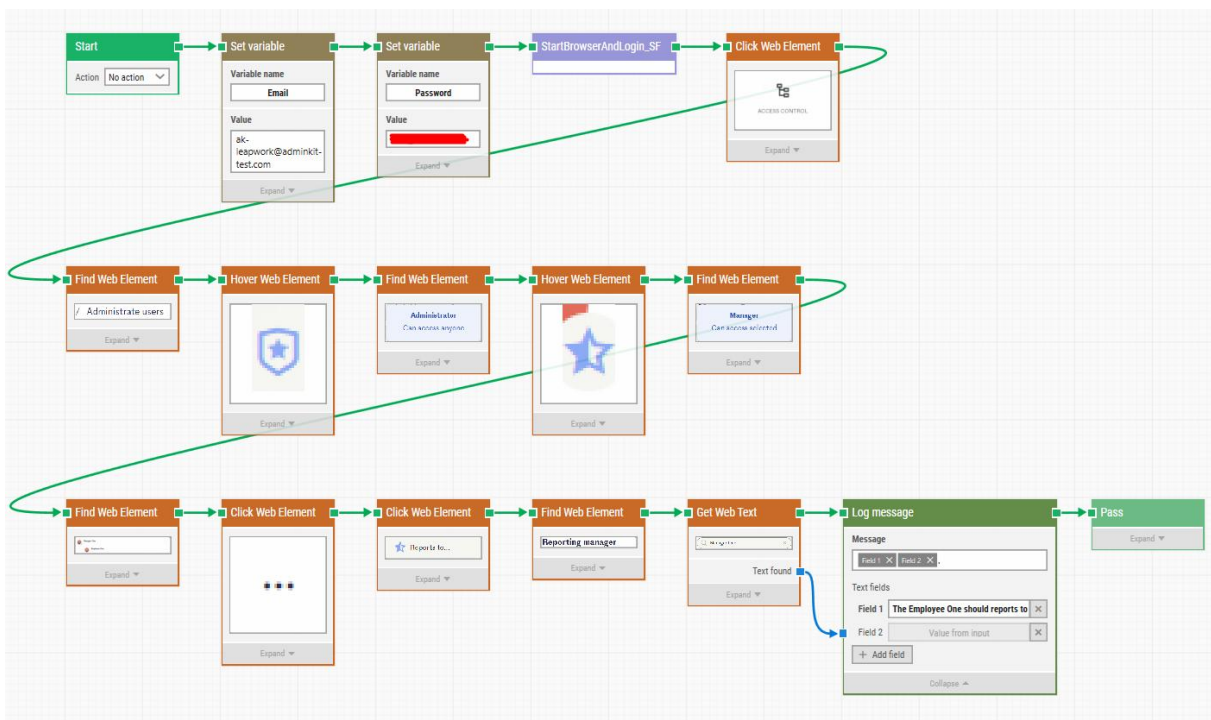 Start
Action No action
Set variable
Variable name
Email
Value
ak-
leapwork@adminkit-
test.com
Expand
Set variable
Variable name
Password
Value
Expand
StartBrowserAndLogin_SF
Click Web Element
ACCESS CONTROL
Expand
Find Web Element
/ Administrate users
Expand
Hover Web Element
Expand
Find Web Element
Administrator
Can access anyone
Expand
Hover Web Element
Expand
Find Web Element
Manager
Can access selected
Expand
Find Web Element
Expand
Click Web Element
Expand
Click Web Element
Reports to...
Expand
Find Web Element
Reporting manager
Expand
Get Web Text
Text found
Expand
Log message
Message
Field 1 X Field 2 X .
Text fields
Field 1 The Employee One should reports to
Field 2 Value from input
+ Add field
Collapse
Pass
Expand